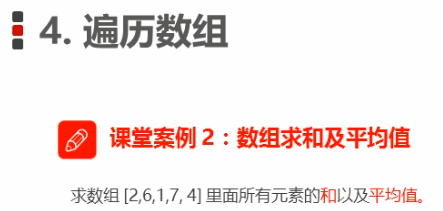 4. 遍历数组
课堂案例 2：数组求和及平均值
求数组 [2,6,1,7, 4] 里面所有元素的和以及平均值。